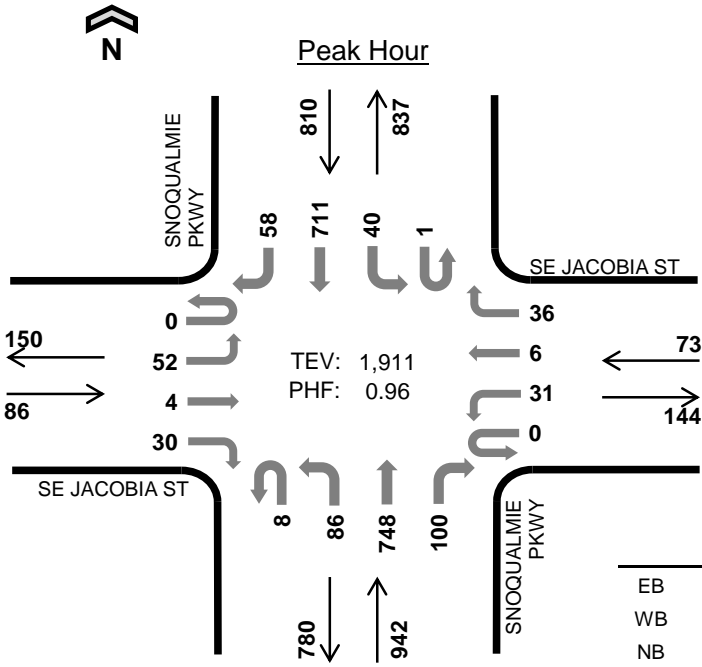 N
Peak Hour
810
837
SNOQUALMIE
PKWY
58
711
40
1
SE JACOBIA ST
0
36
150
52
TEV: 1,911
6
73
86
4
PHF: 0.96
31
144
30
0
SE JACOBIA ST
8
86
748
100
SNOQUALMIE
PKWY
780
942
EB
WB
NB